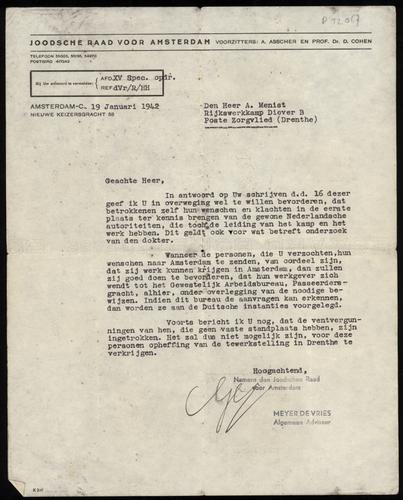 JOODSCHE RAAD VOOR AMSTERDAM VOORZITTERS: A. ASSCHER EN PROF. Dr. D. COHEN
TELEFOON
POSTGIRO
Bij Uw antwoord te vermelden:
AFD. XV Spec. opdr.
REF. dVr/R/HH
AMSTERDAM-C. 19 Januari 1942
NIEUWE KEIZERSGRACHT 58
Den Heer A. Menist
Rijkswerkkamp Diever B
Poste Zorgvlied (Drenthe)
Geachte Heer,
In antwoord op Uw schrijven d.d. 16 dezer
geef ik U in overweging wel te willen bevorderen, dat
betrokkenen zelf hun wenschen en klachten in de eerste
plaats ter kennis brengen van de gewone Nederlandsche
autoriteiten, die toch de leiding van het kamp en het
werk hebben. Dit geldt ook voor wat betreft onderzoek
van den dokter.
Wanneer de personen, die U verzochten, hun
wenschen naar Amsterdam te zenden, van oordeel zijn,
dat zij werk kunnen krijgen in Amsterdam, dan zullen
zij goed doen te bevorderen, dat hun werkgever zich
wendt tot het Gewestelijk Arbeidsbureau, Passeerders-
gracht, alhier, onder overlegging van de noodige be-
wijzen. Indien dit bureau de aanvragen kan erkennen,
dan worden ze aan de Duitsche instanties voorgelegd.
Voorts bericht ik U nog, dat de ventvergun-
ningen van hen, die geen vaste standplaats hebben, zijn
ingetrokken. Het zal dus niet mogelijk zijn, voor deze
personen opheffing van de tewerkstelling in Drenthe te
verkrijgen.
Hoogachtend,
Namens den Joodschen Raad
voor Amsterdam
MEYER DE VRIES
Algemeen Adviseur